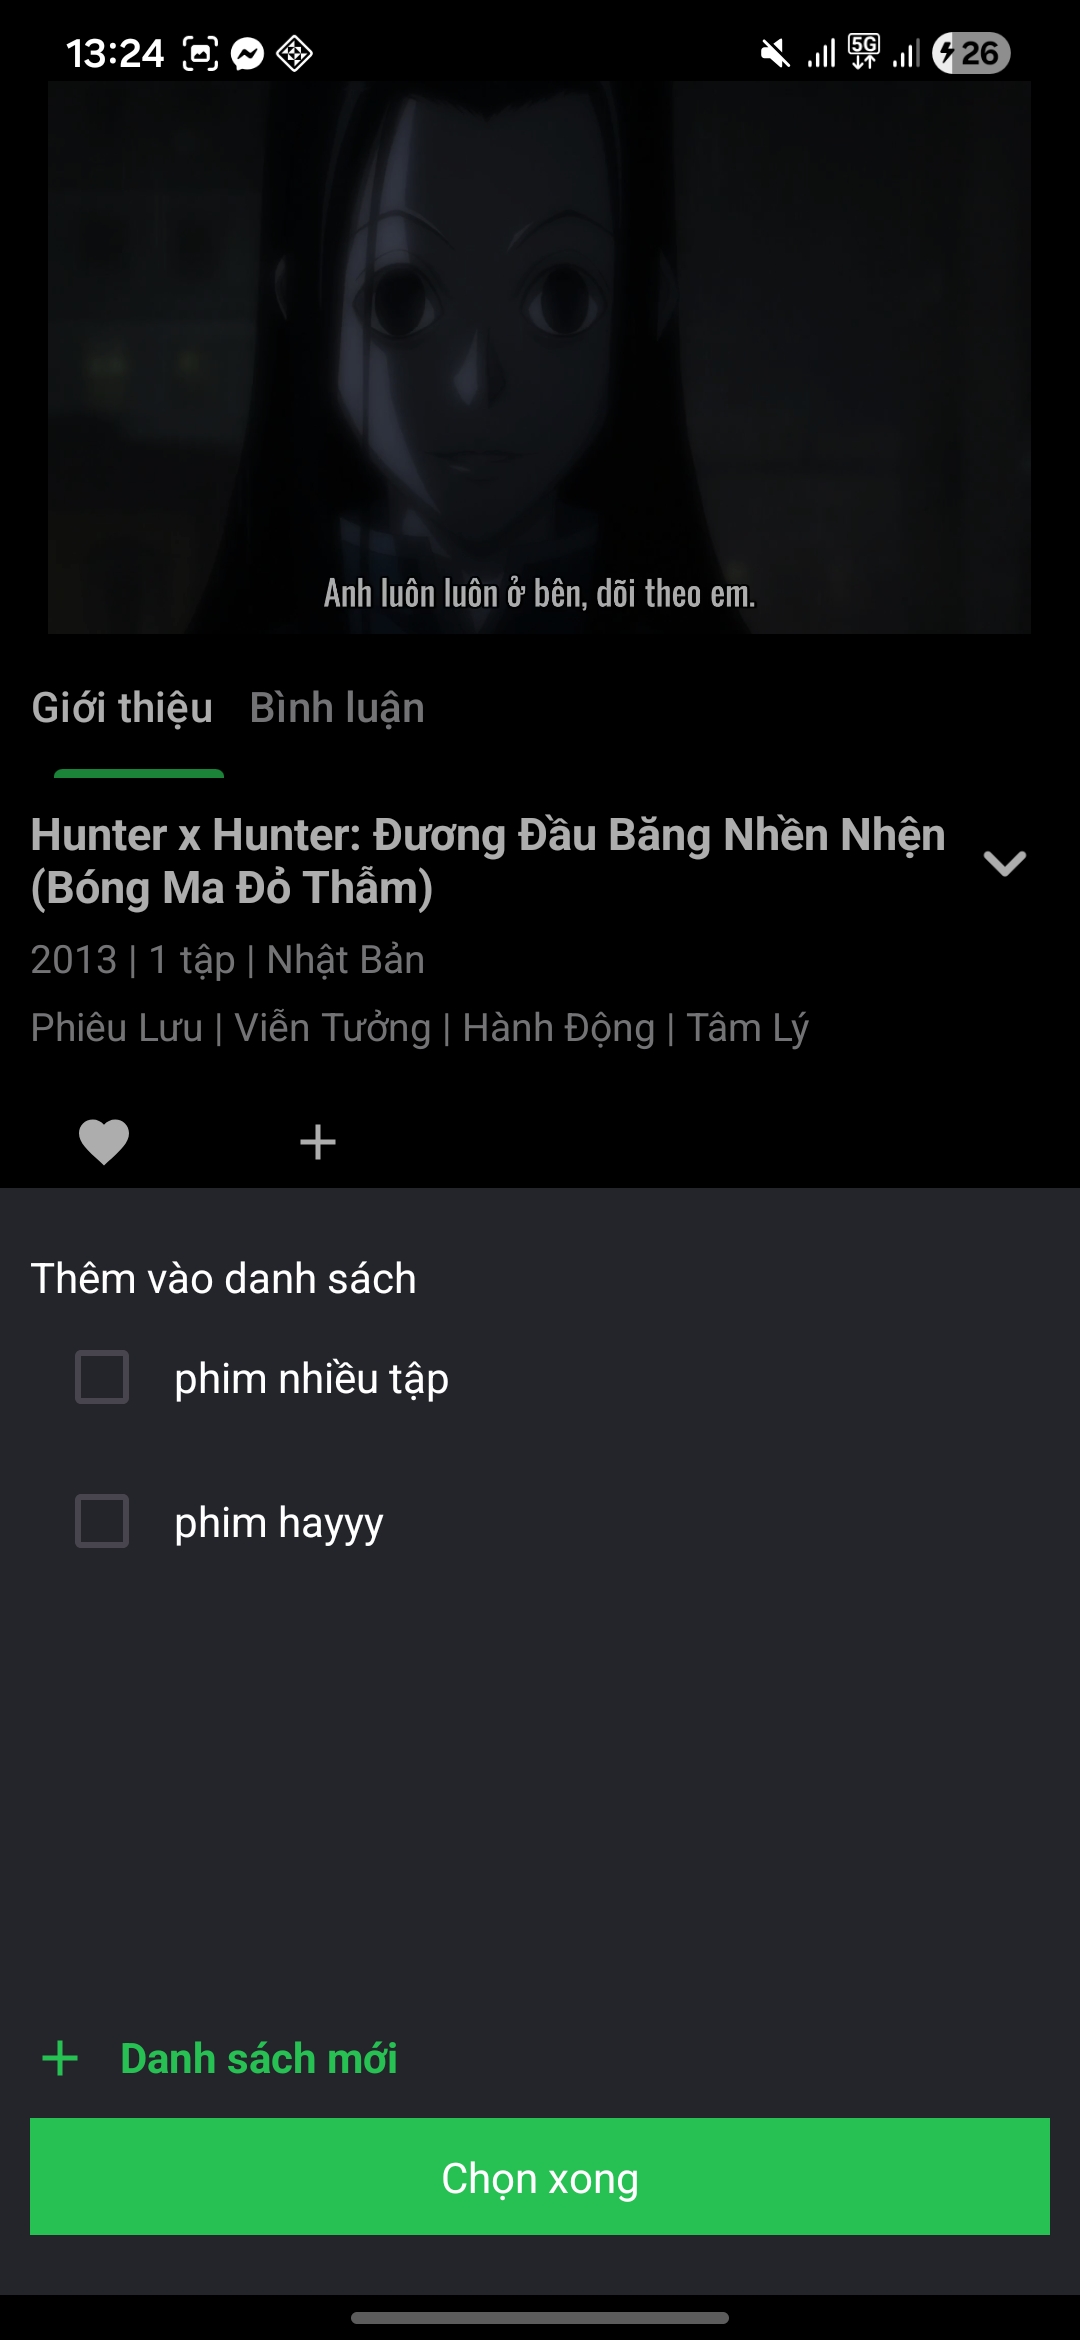 13:24
5G
26
Anh luôn luôn ở bên, dõi theo em.
Giới thiệu Bình luận
Hunter x Hunter: Đương Đầu Băng Nhền Nhện
(Bóng Ma Đỏ Thẫm)
2013 | 1 tập | Nhật Bản
Phiêu Lưu | Viễn Tưởng | Hành Động | Tâm Lý
Thêm vào danh sách
phim nhiều tập
phim hayyy
Danh sách mới
Chọn xong